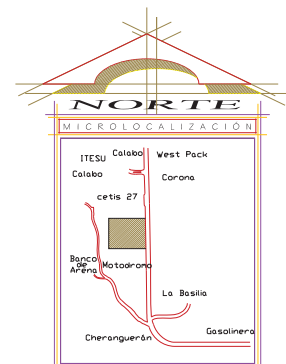 NORTE
MICROLOCALIZACIÓN
Calabo
West Pack
ITESU
Calabo
Corona
cetis 27
Banco
de
Arena
Motodromo
La Basilia
Gasolinera
Cheranguerán